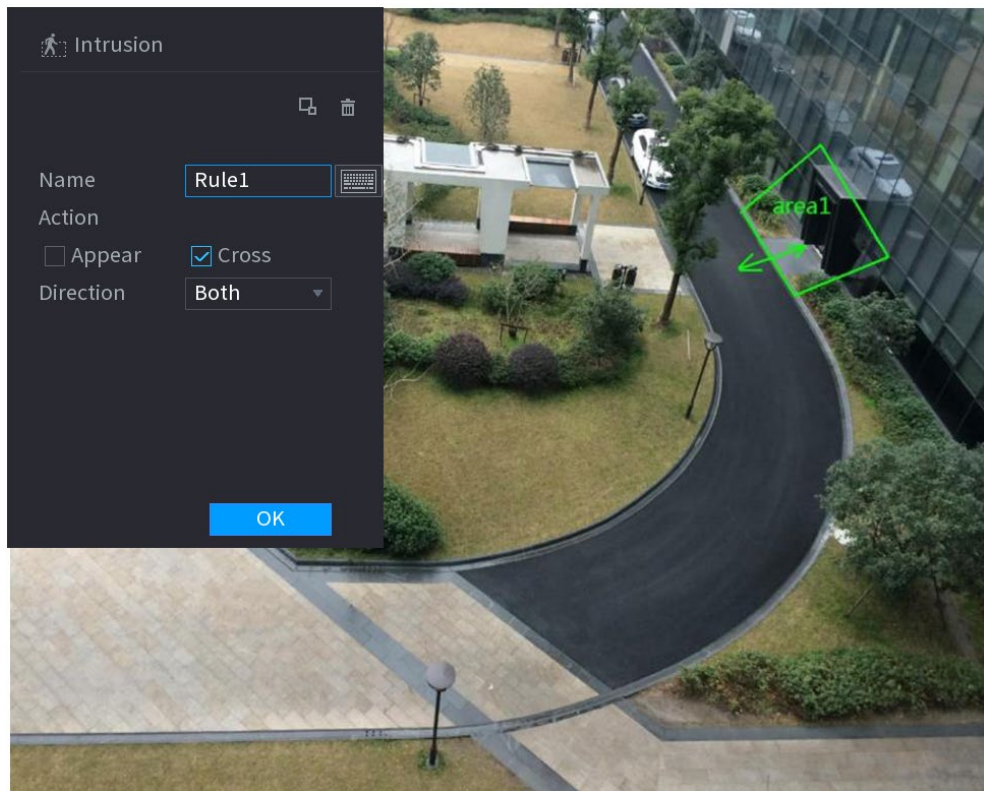 Intrusion
Name Rule1
Action
Appear Cross
Direction Both
OK
area1